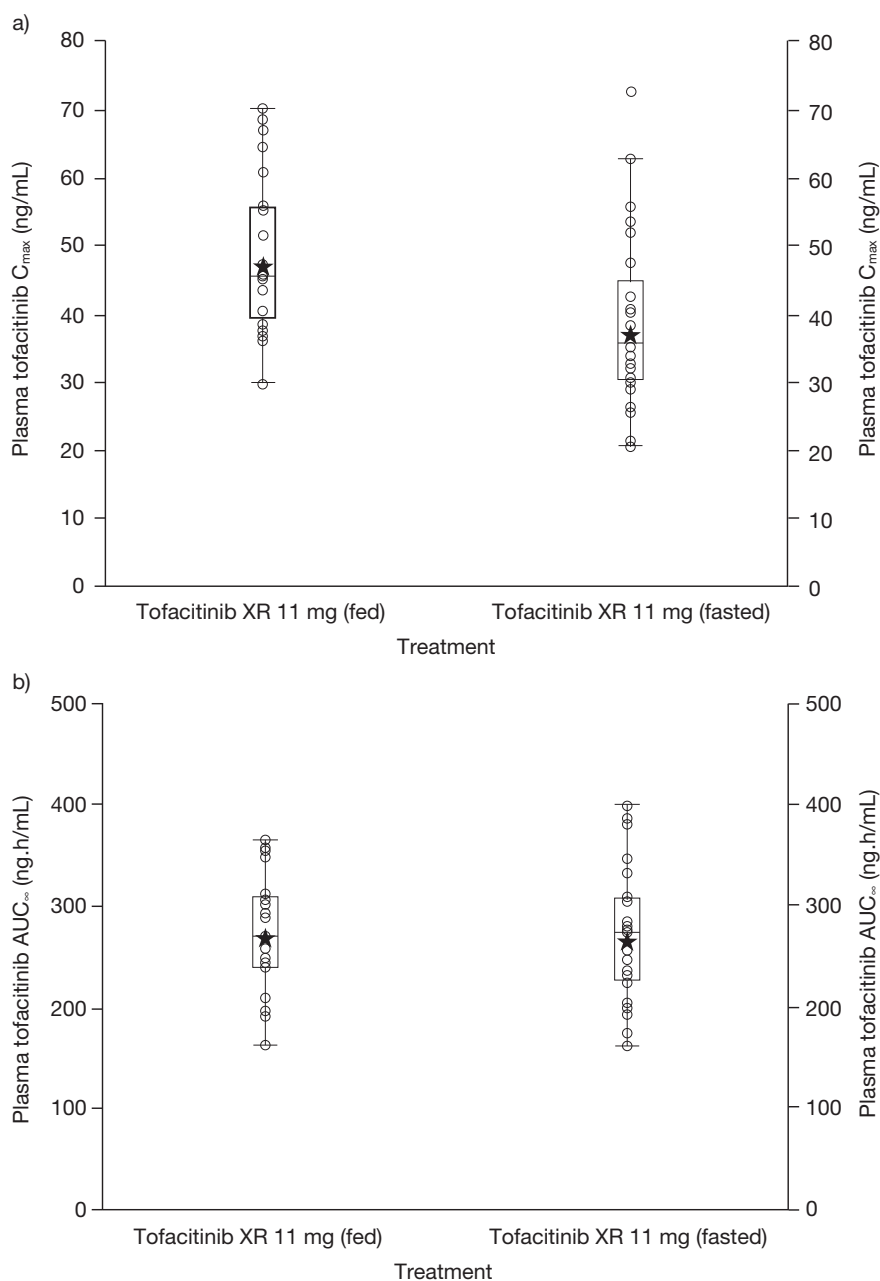 a)
Plasma tofacitinib Cmax (ng/mL)
80
70
60
50
40
30
20
10
0
80
70
60
50
40
30
20
10
0
Plasma tofacitinib Cmax (ng/mL)
Tofacitinib XR 11 mg (fed)
Tofacitinib XR 11 mg (fasted)
Treatment
b)
Plasma tofacitinib AUC∞ (ng.h/mL)
500
400
300
200
100
0
500
400
300
200
100
0
Plasma tofacitinib AUC∞ (ng.h/mL)
Tofacitinib XR 11 mg (fed)
Tofacitinib XR 11 mg (fasted)
Treatment